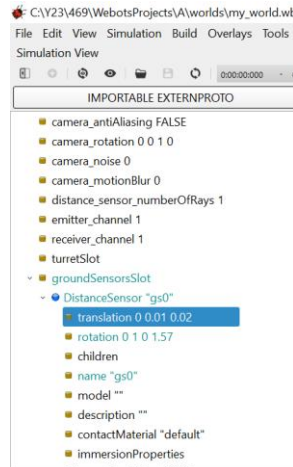 C:\Y23\469\WebotsProjects\A\worlds\my_world.wb
File Edit View Simulation Build Overlays Tools
Simulation View
0:00:00:000 -
IMPORTABLE EXTERNPROTO
camera_antiAliasing FALSE
camera_rotation 0 0 1 0
camera_noise 0
camera_motionBlur 0
distance_sensor_numberOfRays 1
emitter_channel 1
receiver_channel 1
turretSlot
groundSensorsSlot
DistanceSensor "gs0"
translation 0 0.01 0.02
rotation 0 1 0 1.57
children
name "gs0"
model ""
description ""
contactMaterial "default"
immersionProperties